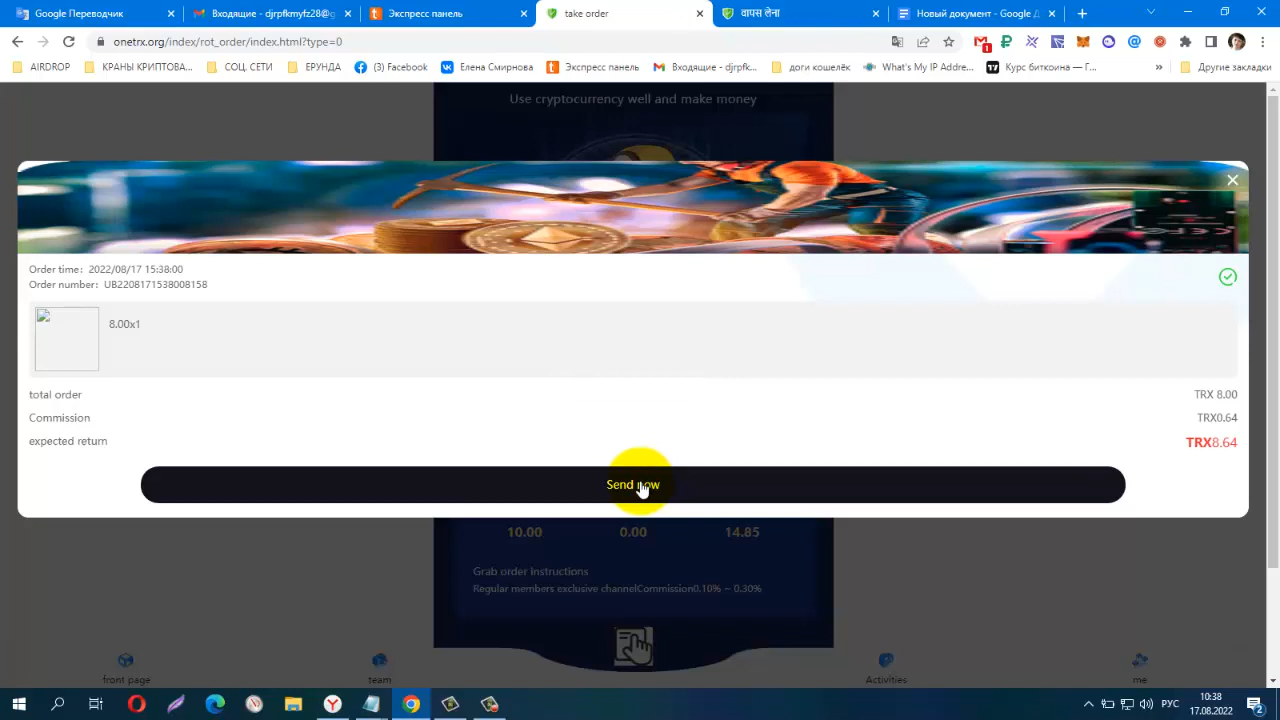 Google Переводчик
Входящие - djrpfkmyfz28@g
Экспресс панель
take order
वापस लेना
Новый документ - Google Д
onetrx.org/index/rot_order/index.html?type=0
1
AIRDROP
КРАНЫ КРИПТОВА...
СОЦ. СЕТИ
ЕРУНДА
(3) Facebook
Елена Смирнова
Экспресс панель
Входящие - djrpfk...
доги кошелёк
What's My IP Addre...
Курс биткоина — Г...
»
Другие закладки
Use cryptocurrency well and make money
Order time: 2022/08/17 15:38:00
Order number: UB2208171538008158
8.00x1
total order
TRX 8.00
Commission
TRX0.64
expected return
TRX8.64
Send now
10.00 0.00 14.85
Grab order Instructions
Regular members exclusive channelCommission0.10% ~ 0.30%
front page
team
Activities
me
РУС
10:38
17.08.2022
2